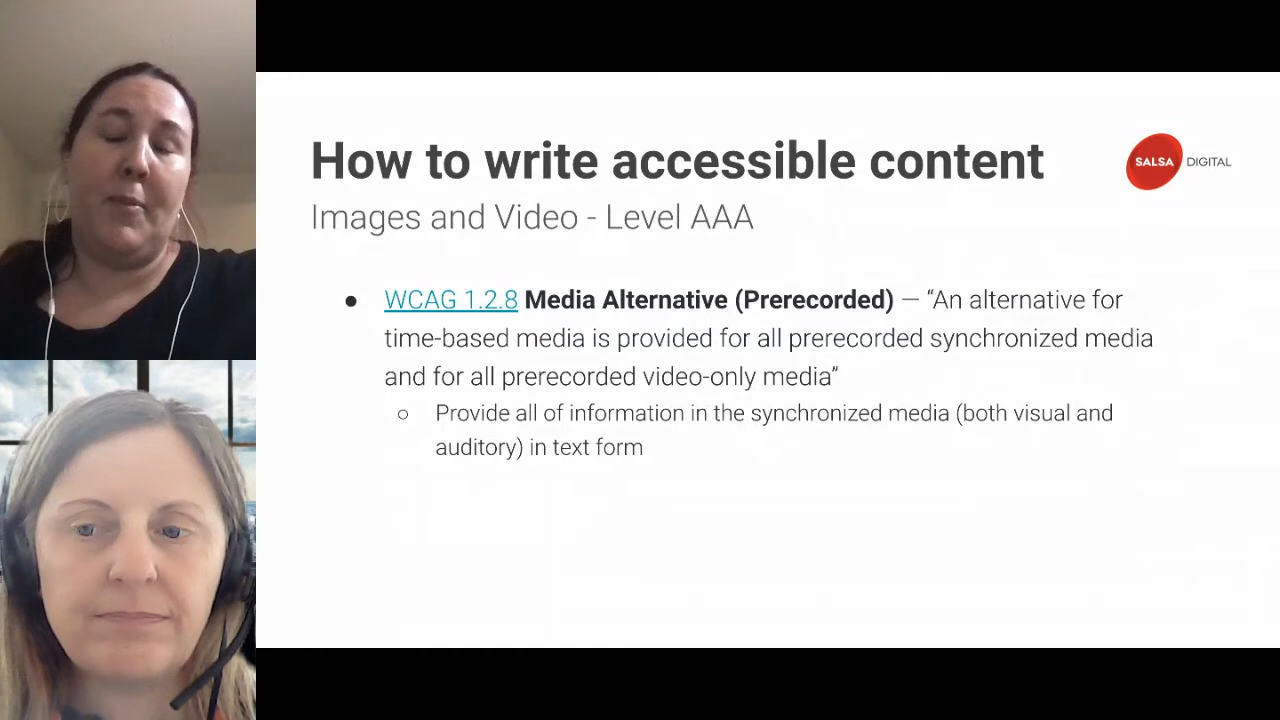 How to write accessible content
SALSA DIGITAL
Images and Video - Level AAA
● WCAG 1.2.8 Media Alternative (Prerecorded) — “An alternative for
time-based media is provided for all prerecorded synchronized media
and for all prerecorded video-only media”
○ Provide all of information in the synchronized media (both visual and
auditory) in text form